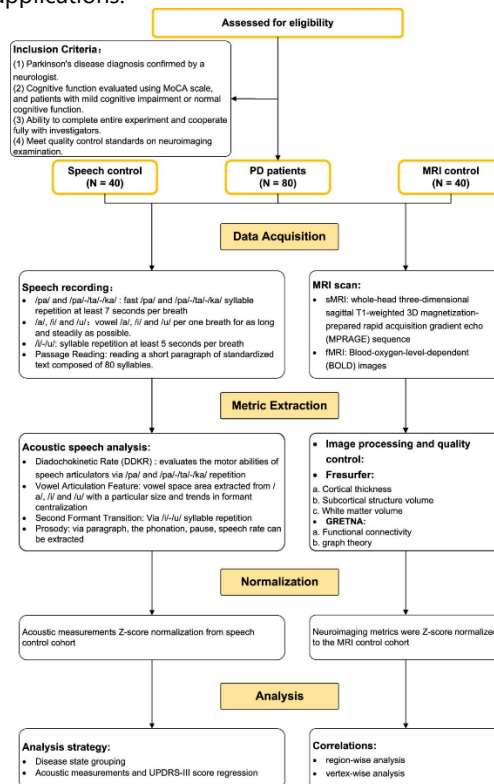 applications.
Assessed for eligibility
Inclusion Criteria：
(1) Parkinson's disease diagnosis confirmed by a
neurologist.
(2) Cognitive function evaluated using MoCA scale,
and patients with mild cognitive impairment or normal
cognitive function.
(3) Ability to complete entire experiment and cooperate
fully with investigators.
(4) Meet quality control standards on neuroimaging
examination.
Speech control
(N = 40)
PD patients
(N = 80)
MRI control
(N = 40)
Data Acquisition
Speech recording:
• /pa/ and /pa/-/ta/-/ka/ : fast /pa/ and /pa/-/ta/-/ka/ syllable
repetition at least 7 seconds per breath
• /a/, /i/ and /u/：vowel /a/, /i/ and /u/ per one breath for as long
and steadily as possible.
• /i/-/u/: syllable repetition at least 5 seconds per breath
• Passage Reading: reading a short paragraph of standardized
text composed of 80 syllables.
MRI scan:
• sMRI: whole-head three-dimensional
sagittal T1-weighted 3D magnetization-
prepared rapid acquisition gradient echo
(MPRAGE) sequence
• fMRI: Blood-oxygen-level-dependent
(BOLD) images
Metric Extraction
Acoustic speech analysis:
• Diadochokinetic Rate (DDKR) : evaluates the motor abilities of
speech articulators via /pa/ and /pa/-/ta/-/ka/ repetition
• Vowel Articulation Feature: vowel space area extracted from /
a/, /i/ and /u/ with a particular size and trends in formant
centralization
• Second Formant Transition: Via /i/-/u/ syllable repetition
• Prosody: via paragraph, the phonation, pause, speech rate can
be extracted
• Image processing and quality
control:
• Fresurfer:
a. Cortical thickness
b. Subcortical structure volume
c. White matter volume
• GRETNA:
a. Functional connectivity
b. graph theory
Normalization
Acoustic measurements Z-score normalization from speech
control cohort
Neuroimaging metrics were Z-score normalized
to the MRI control cohort
Analysis
Analysis strategy:
• Disease state grouping
• Acoustic measurements and UPDRS-III score regression
Correlations:
• region-wise analysis
• vertex-wise analysis